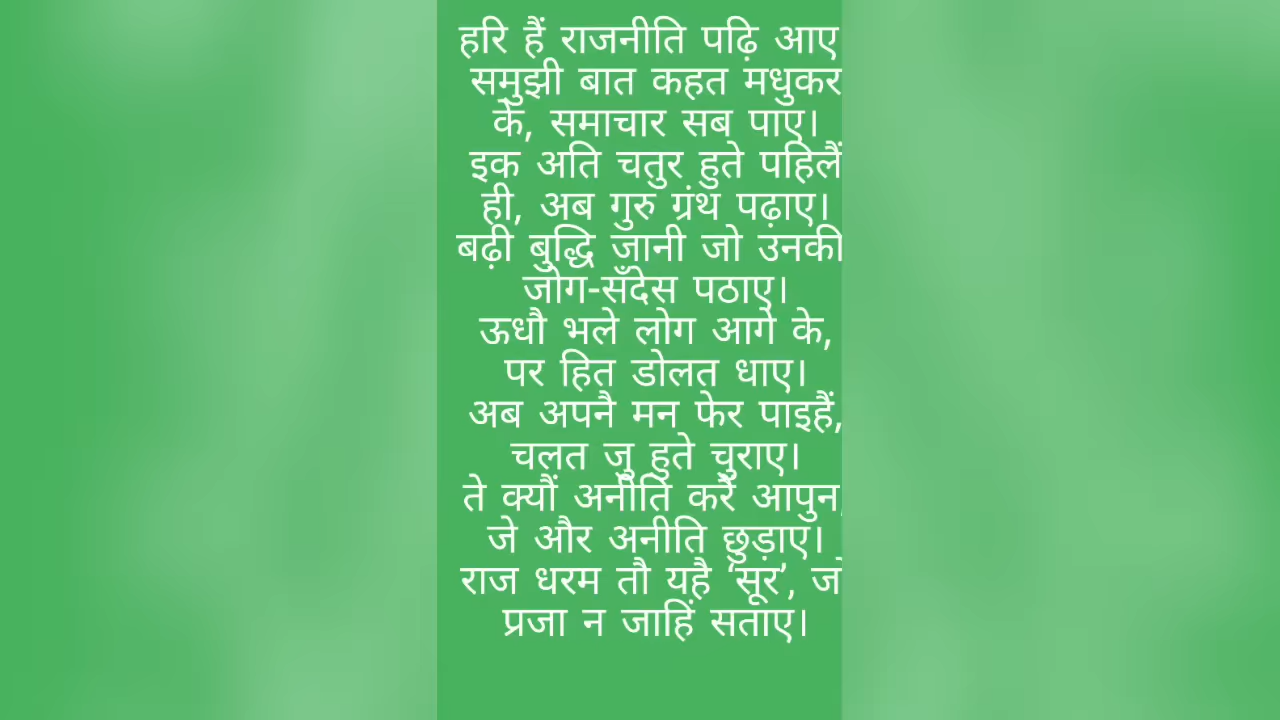 हरि हैं राजनीति पढ़ि आए
समुझी बात कहत मधुकर
के, समाचार सब पाए।
इक अति चतुर हुते पहिलैं
ही, अब गुरु ग्रंथ पढ़ाए।
बढ़ी बुद्धि जानी जो उनकी
जोग-सँदेस पठाए।
ऊधौ भले लोग आगे के,
पर हित डोलत धाए।
अब अपनै मन फेर पाइहैं,
चलत जु हुते चुराए।
ते क्यौं अनीति करें आपुन,
जे और अनीति छुड़ाए।
राज धरम तौ यहै ‘सूर’,
प्रजा न जाहिं सताए।